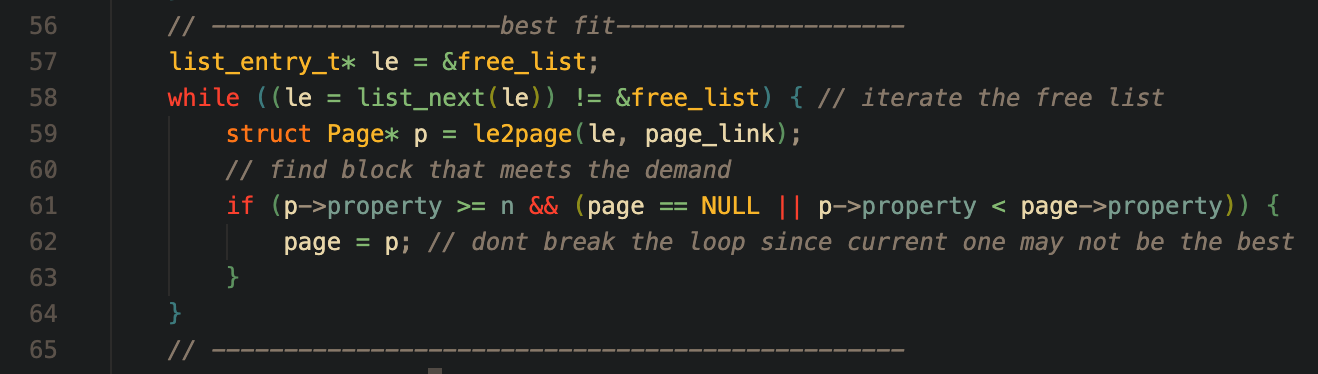 56 // --------------------best fit--------------------
57 list_entry_t* le = &free_list;
58 while ((le = list_next(le)) != &free_list) { // iterate the free list
59 struct Page* p = le2page(le, page_link);
60 // find block that meets the demand
61 if (p->property >= n && (page == NULL || p->property < page->property)) {
62 page = p; // dont break the loop since current one may not be the best
63 }
64 }
65 // ------------------------------------------------